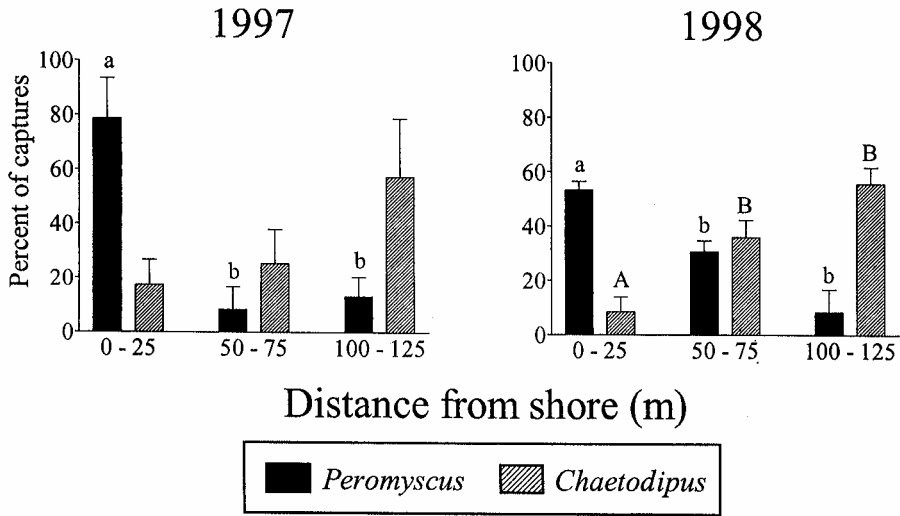 1997
1998
Percent of captures
100
80
60
40
20
0
a
b
b
0 - 25
50 - 75
100 - 125
100
80
60
40
20
0
a
A
b
B
b
B
0 - 25
50 - 75
100 - 125
Distance from shore (m)
Peromyscus
Chaetodipus